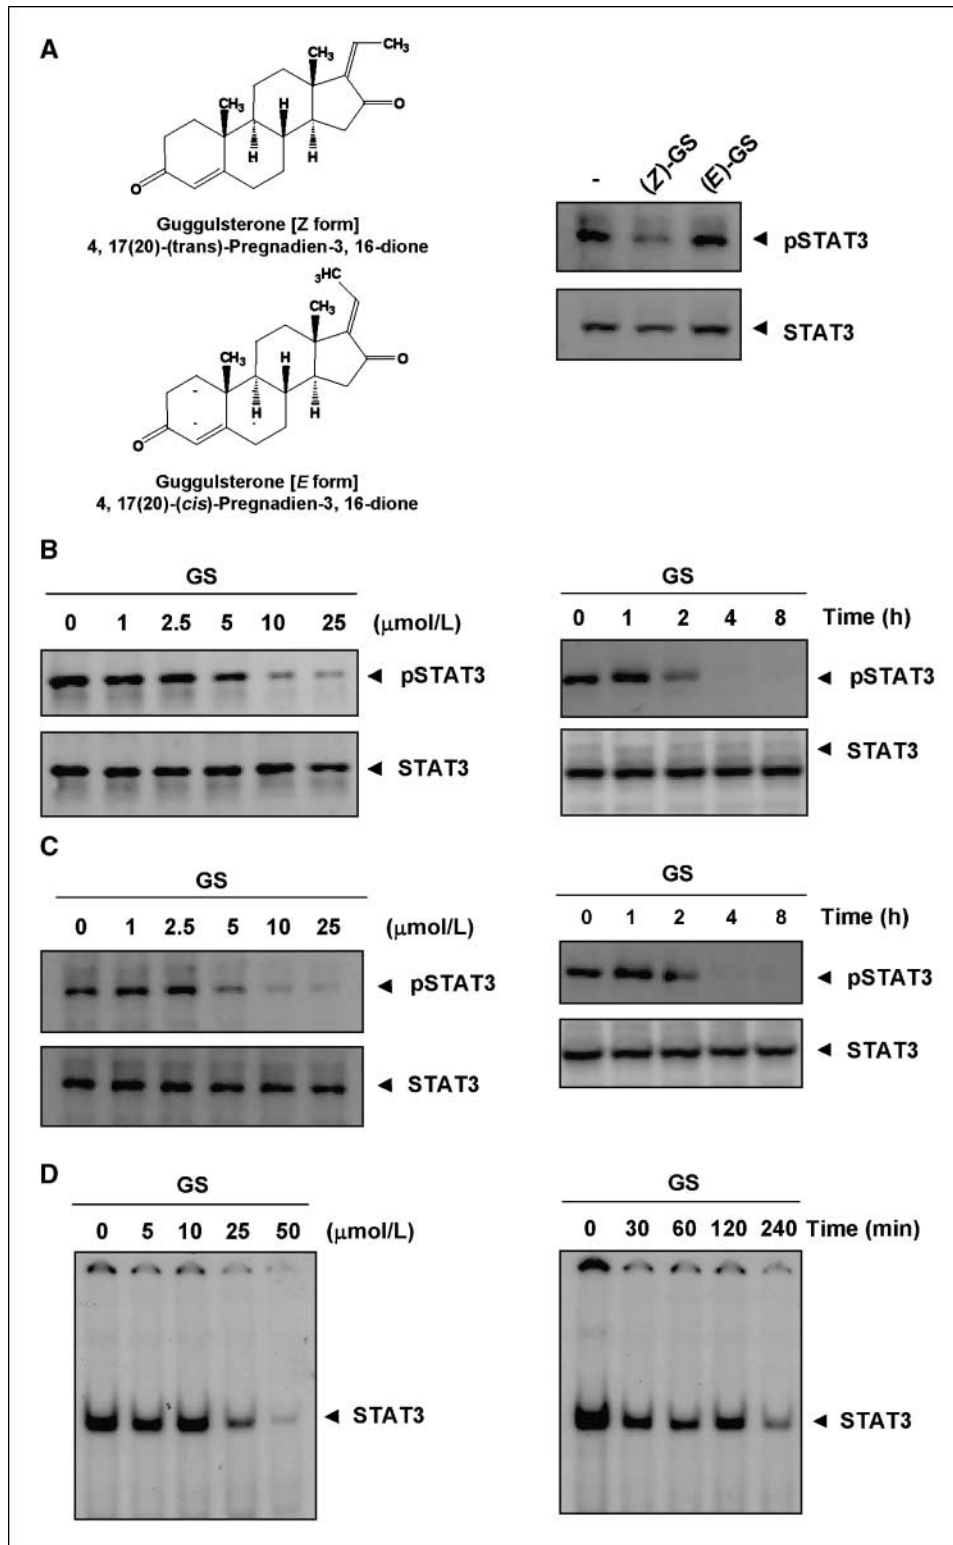 A
CH₃
CH₃
CH₃
H
O
H
H
O
Guggulsterone [Z form]
4, 17(20)-(trans)-Pregnadien-3, 16-dione
₃HC
CH₃
CH₃
H
O
H
H
O
Guggulsterone [E form]
4, 17(20)-(cis)-Pregnadien-3, 16-dione
- (Z)-GS (E)-GS
pSTAT3
STAT3
B
GS
0 1 2.5 5 10 25 (μmol/L)
pSTAT3
STAT3
GS
0 1 2 4 8 Time (h)
pSTAT3
STAT3
C
GS
0 1 2.5 5 10 25 (μmol/L)
pSTAT3
STAT3
GS
0 1 2 4 8 Time (h)
pSTAT3
STAT3
D
GS
0 5 10 25 50 (μmol/L)
STAT3
GS
0 30 60 120 240 Time (min)
STAT3